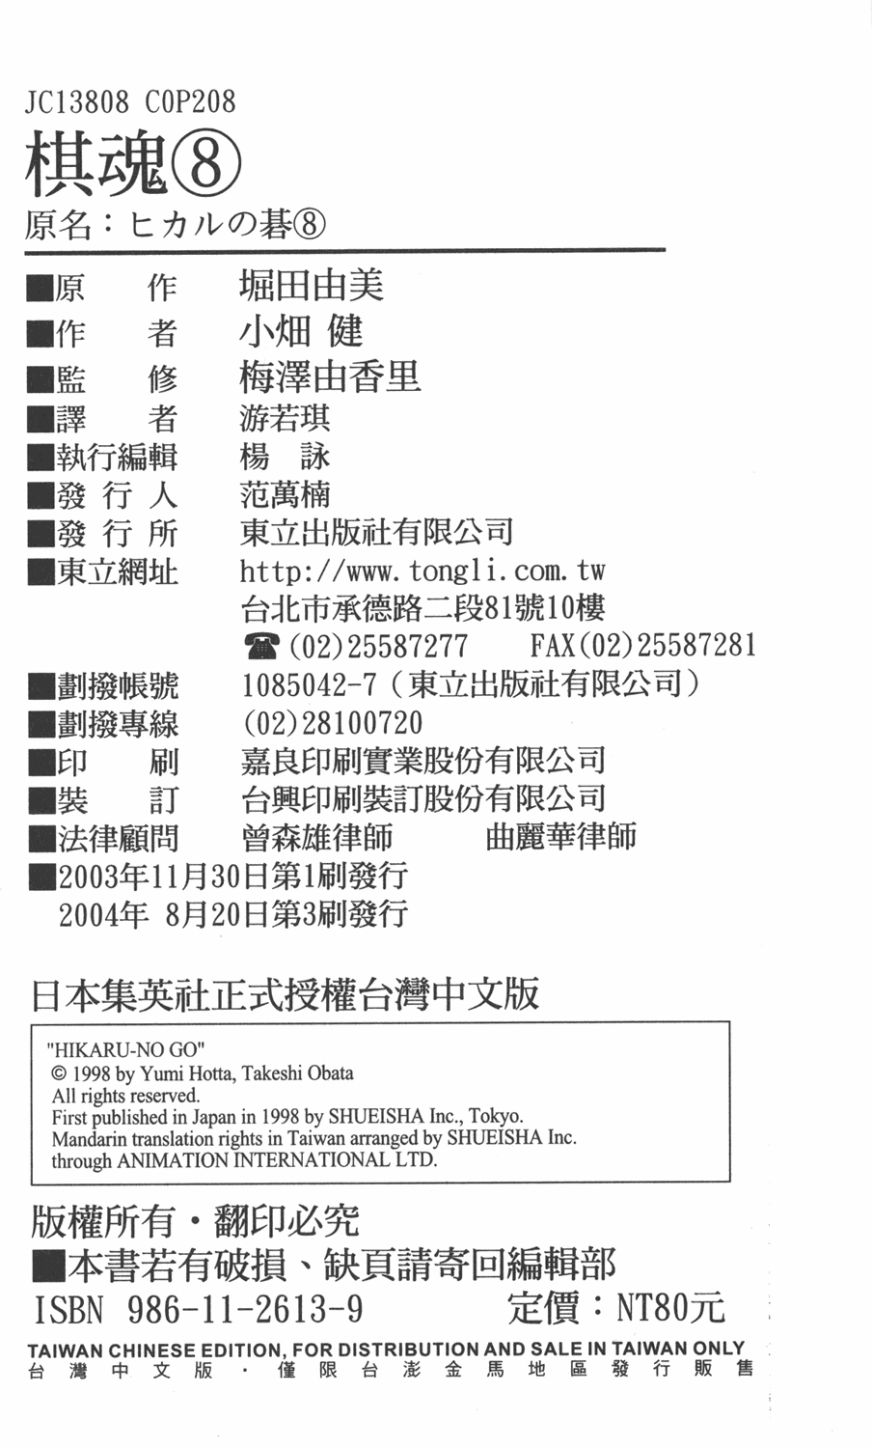 JC13808 C0P208
棋魂⑧
原名：ヒカルの碁⑧
■原　　作　堀田由美
■作　　者　小畑 健
■監　　修　梅澤由香里
■譯　　者　游若琪
■執行編輯　楊　詠
■發 行 人　范萬楠
■發 行 所　東立出版社有限公司
■東立網址　http://www.tongli.com.tw
台北市承德路二段81號10樓
☎(02)25587277　FAX(02)25587281
■劃撥帳號　1085042-7（東立出版社有限公司）
■劃撥專線　(02)28100720
■印　　刷　嘉良印刷實業股份有限公司
■裝　　訂　台興印刷裝訂股份有限公司
■法律顧問　曾森雄律師　　曲麗華律師
■2003年11月30日第1刷發行
2004年 8月20日第3刷發行
日本集英社正式授權台灣中文版
"HIKARU-NO GO"
© 1998 by Yumi Hotta, Takeshi Obata
All rights reserved.
First published in Japan in 1998 by SHUEISHA Inc., Tokyo.
Mandarin translation rights in Taiwan arranged by SHUEISHA Inc.
through ANIMATION INTERNATIONAL LTD.
版權所有・翻印必究
■本書若有破損、缺頁請寄回編輯部
ISBN 986-11-2613-9　　定價：NT80元
TAIWAN CHINESE EDITION, FOR DISTRIBUTION AND SALE IN TAIWAN ONLY
台灣中文版・僅限台澎金馬地區發行販售